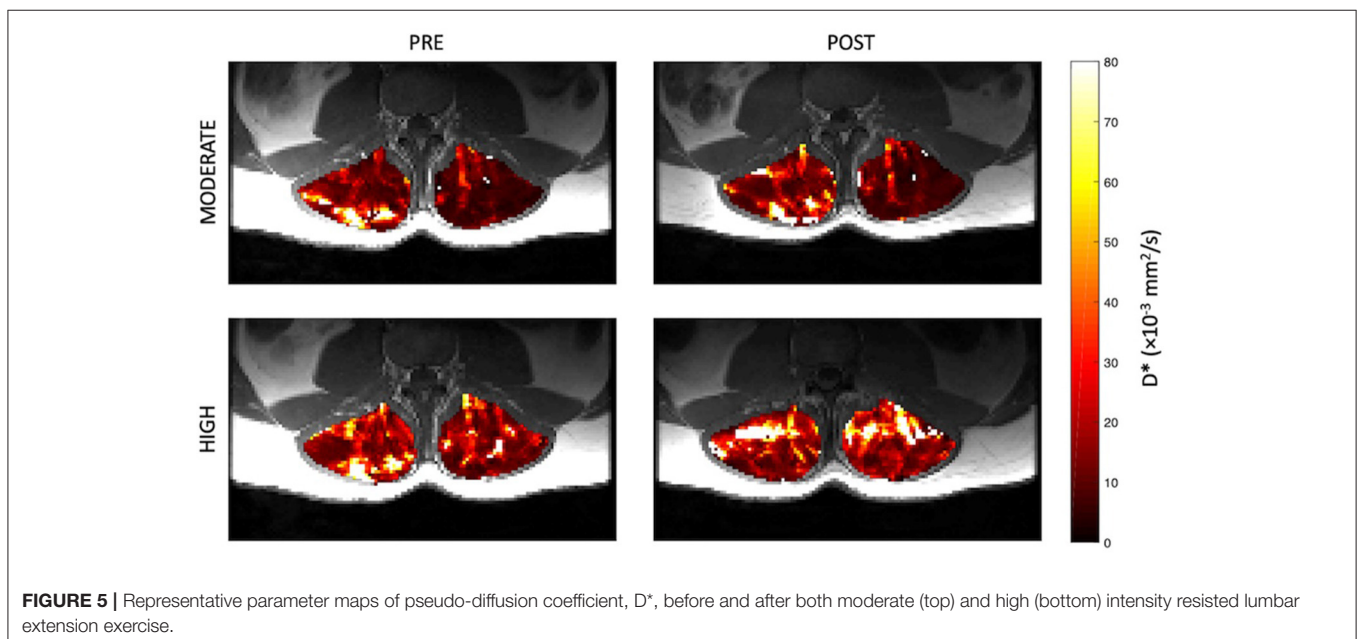 PRE
POST
MODERATE
HIGH
80
70
60
50
40
30
20
10
0
D* (×10⁻³ mm²/s)
FIGURE 5 | Representative parameter maps of pseudo-diffusion coefficient, D*, before and after both moderate (top) and high (bottom) intensity resisted lumbar
extension exercise.